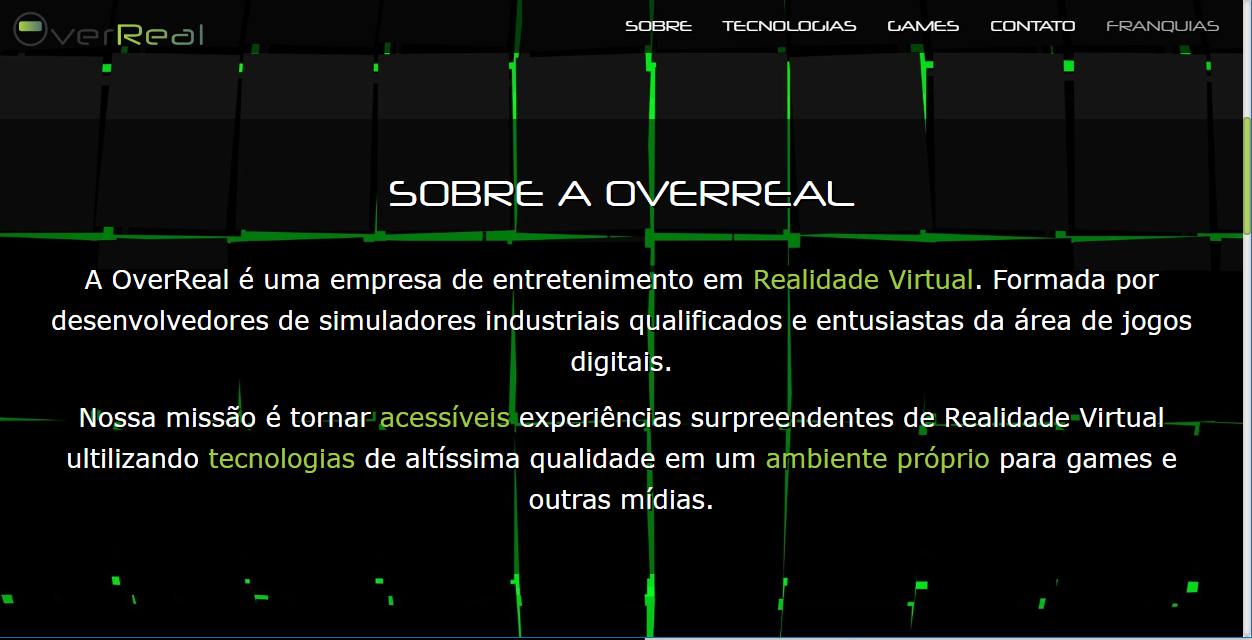 OverReal
SOBRE TECNOLOGIAS GAMES CONTATO FRANQUIAS
SOBRE A OVERREAL
A OverReal é uma empresa de entretenimento em Realidade Virtual. Formada por
desenvolvedores de simuladores industriais qualificados e entusiastas da área de jogos
digitais.
Nossa missão é tornar acessíveis experiências surpreendentes de Realidade Virtual
ultilizando tecnologias de altíssima qualidade em um ambiente próprio para games e
outras mídias.